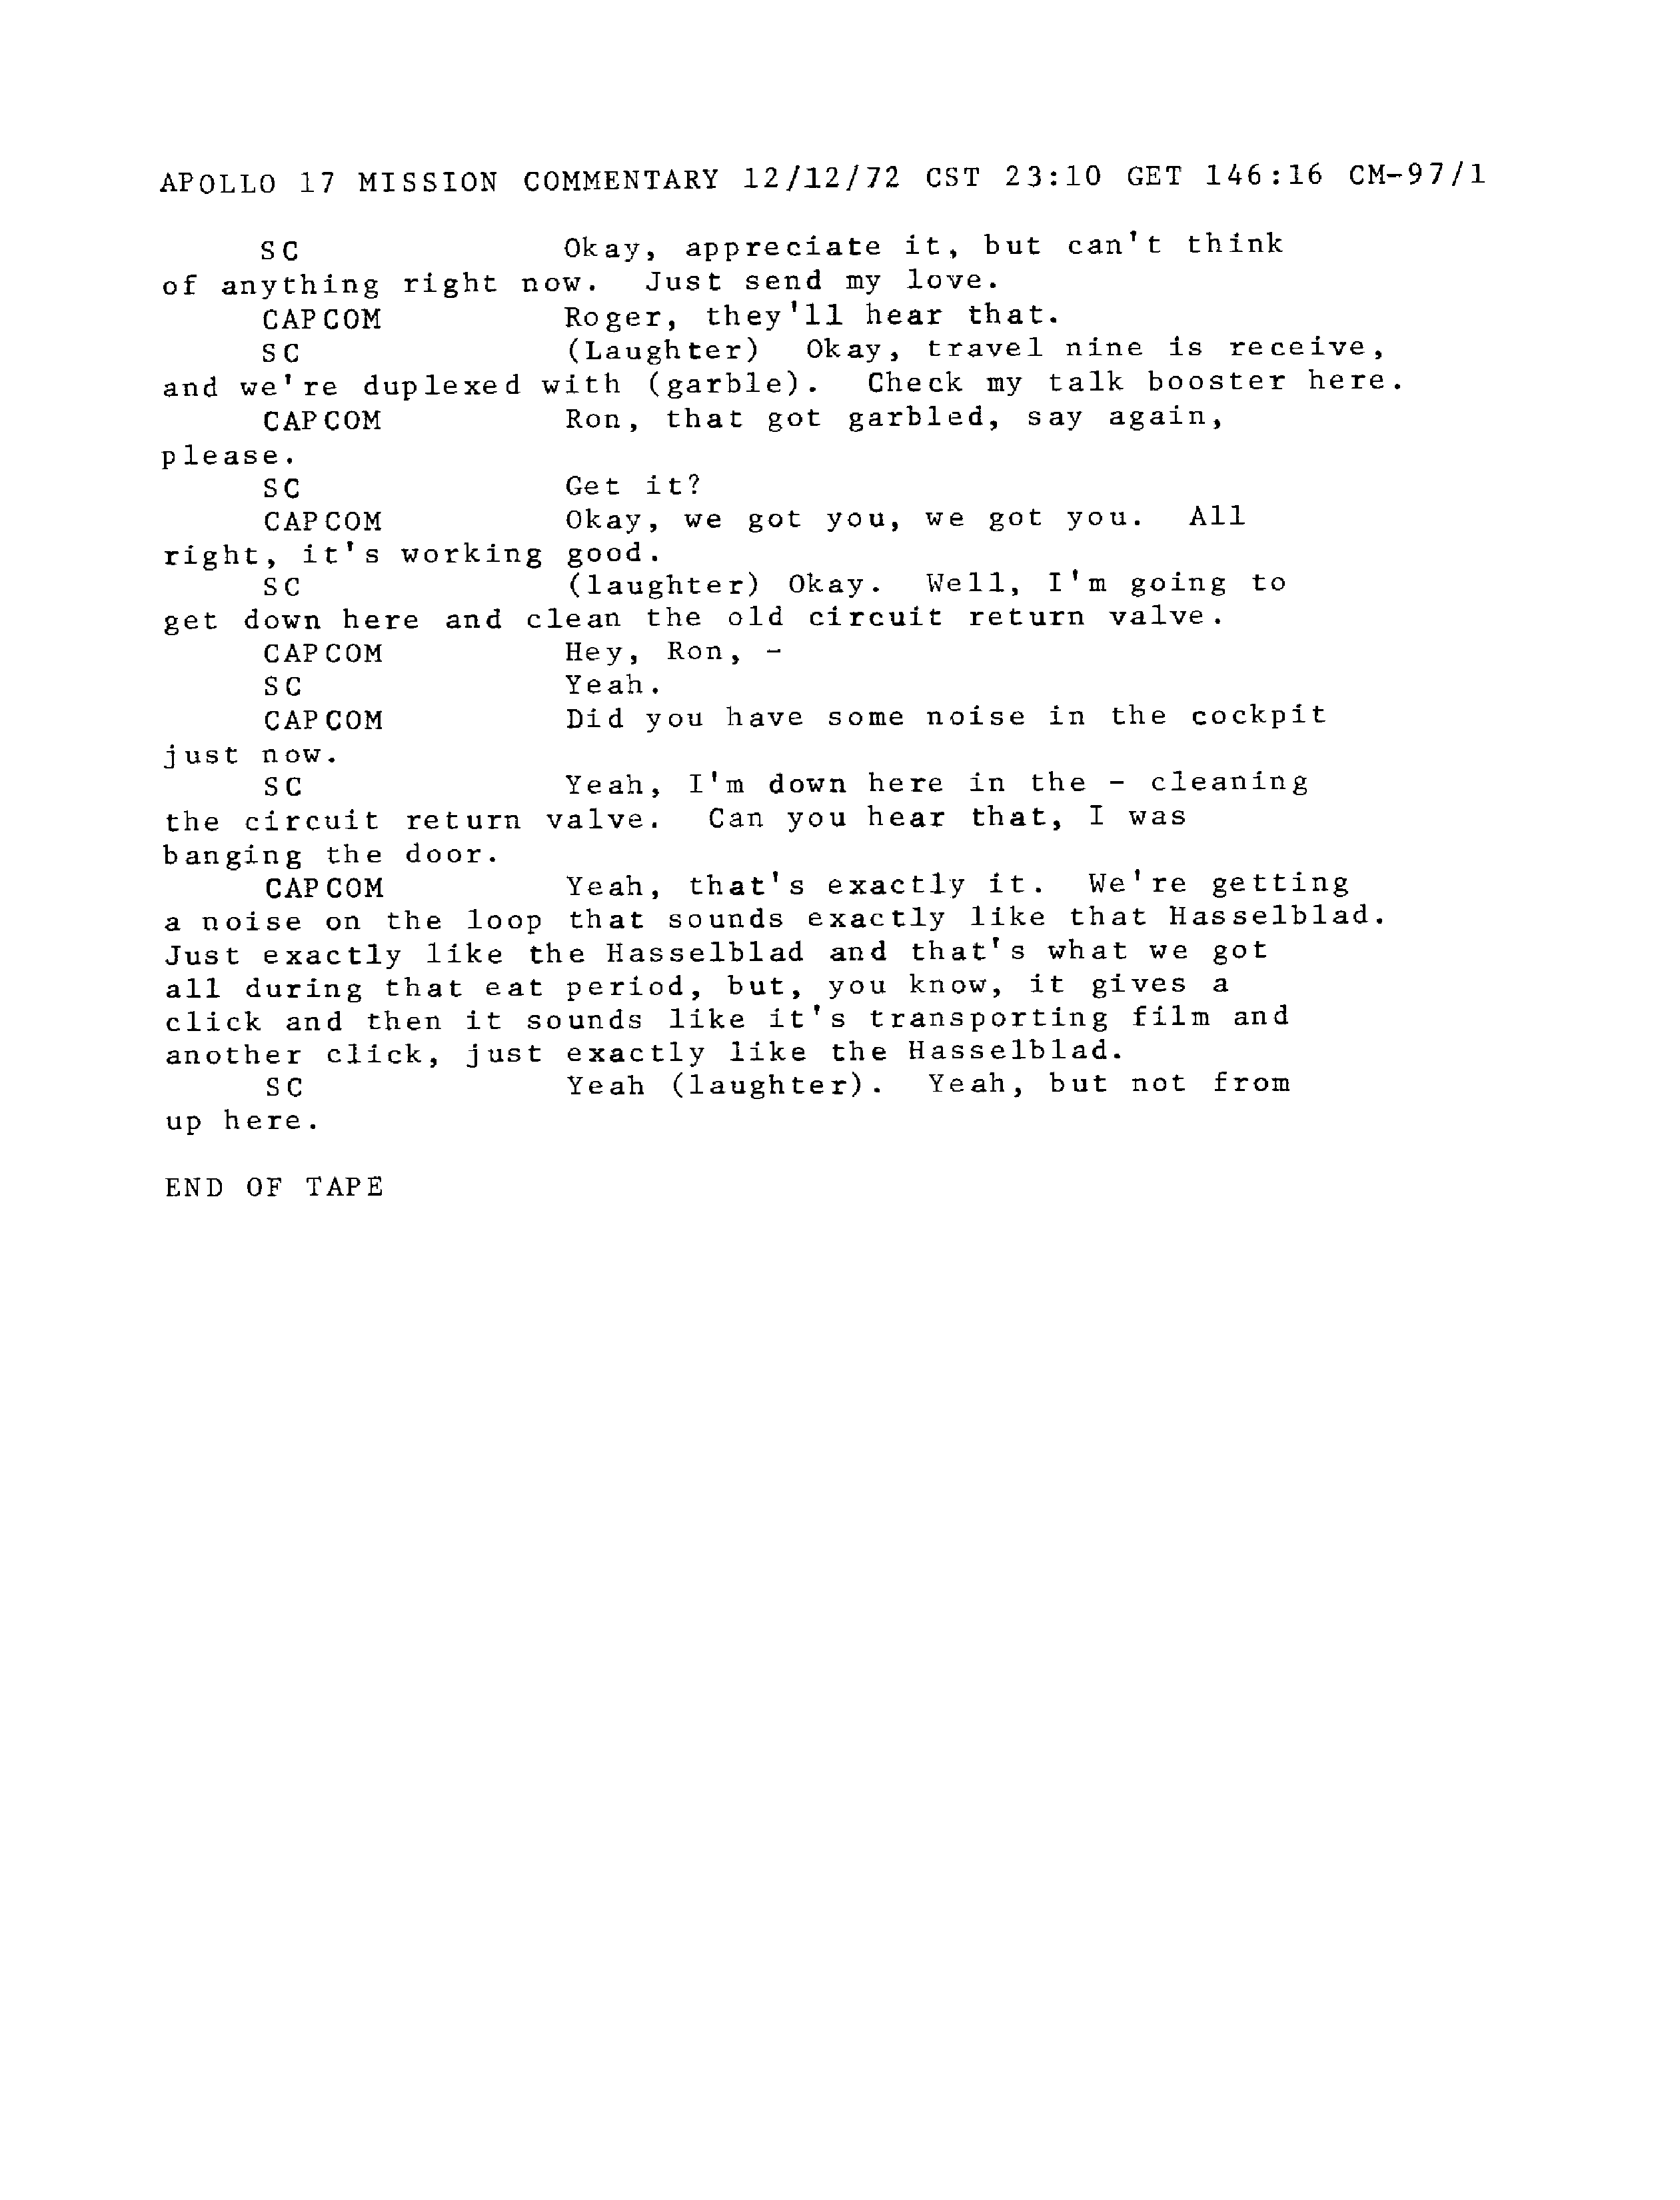 APOLLO 17 MISSION COMMENTARY 12/12/72 CST 23:10 GET 146:16 CM-97/1
SC Okay, appreciate it, but can't think
of anything right now. Just send my love.
CAPCOM Roger, they'll hear that.
SC (Laughter) Okay, travel nine is receive,
and we're duplexed with (garble). Check my talk booster here.
CAPCOM Ron, that got garbled, say again,
please.
SC Get it?
CAPCOM Okay, we got you, we got you. All
right, it's working good.
SC (laughter) Okay. Well, I'm going to
get down here and clean the old circuit return valve.
CAPCOM Hey, Ron, -
SC Yeah.
CAPCOM Did you have some noise in the cockpit
just now.
SC Yeah, I'm down here in the - cleaning
the circuit return valve. Can you hear that, I was
banging the door.
CAPCOM Yeah, that's exactly it. We're getting
a noise on the loop that sounds exactly like that Hasselblad.
Just exactly like the Hasselblad and that's what we got
all during that eat period, but, you know, it gives a
click and then it sounds like it's transporting film and
another click, just exactly like the Hasselblad.
SC Yeah (laughter). Yeah, but not from
up here.
END OF TAPE